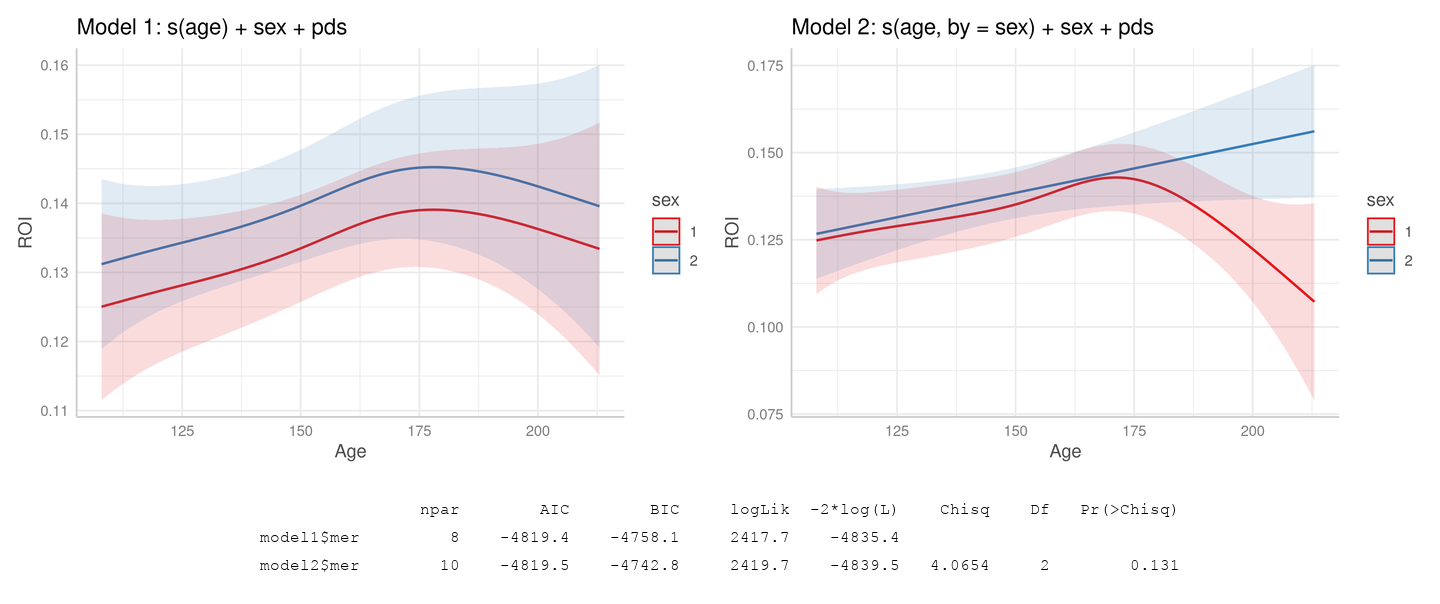 Model 1: s(age) + sex + pds
0.16
0.15
0.14
0.13
0.12
0.11
ROI
125 150 175 200
Age
sex
1
2
Model 2: s(age, by = sex) + sex + pds
0.175
0.150
0.125
0.100
0.075
ROI
125 150 175 200
Age
sex
1
2
npar AIC BIC logLik -2*log(L) Chisq Df Pr(>Chisq)
model1$mer 8 -4819.4 -4758.1 2417.7 -4835.4
model2$mer 10 -4819.5 -4742.8 2419.7 -4839.5 4.0654 2 0.131